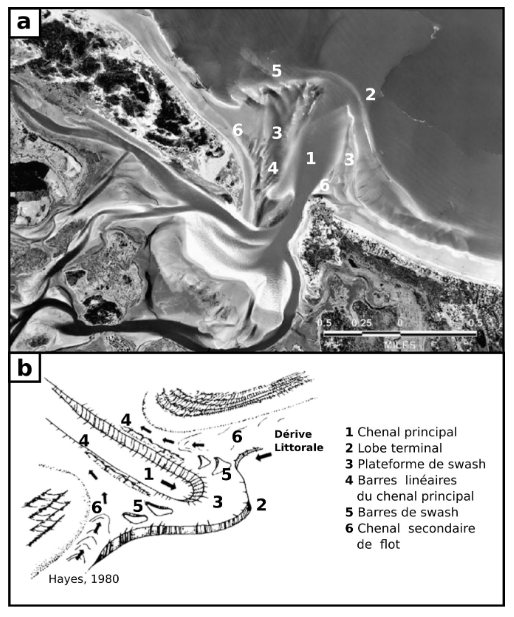 a
5
2
6
3
3
4
1
6
0.5 0.25 0 0.5
MILES
b
4
4
6
Dérive
Littorale
1
5
3
2
6
5
Hayes, 1980
1 Chenal principal
2 Lobe terminal
3 Plateforme de swash
4 Barres linéaires
du chenal principal
5 Barres de swash
6 Chenal secondaire
de flot